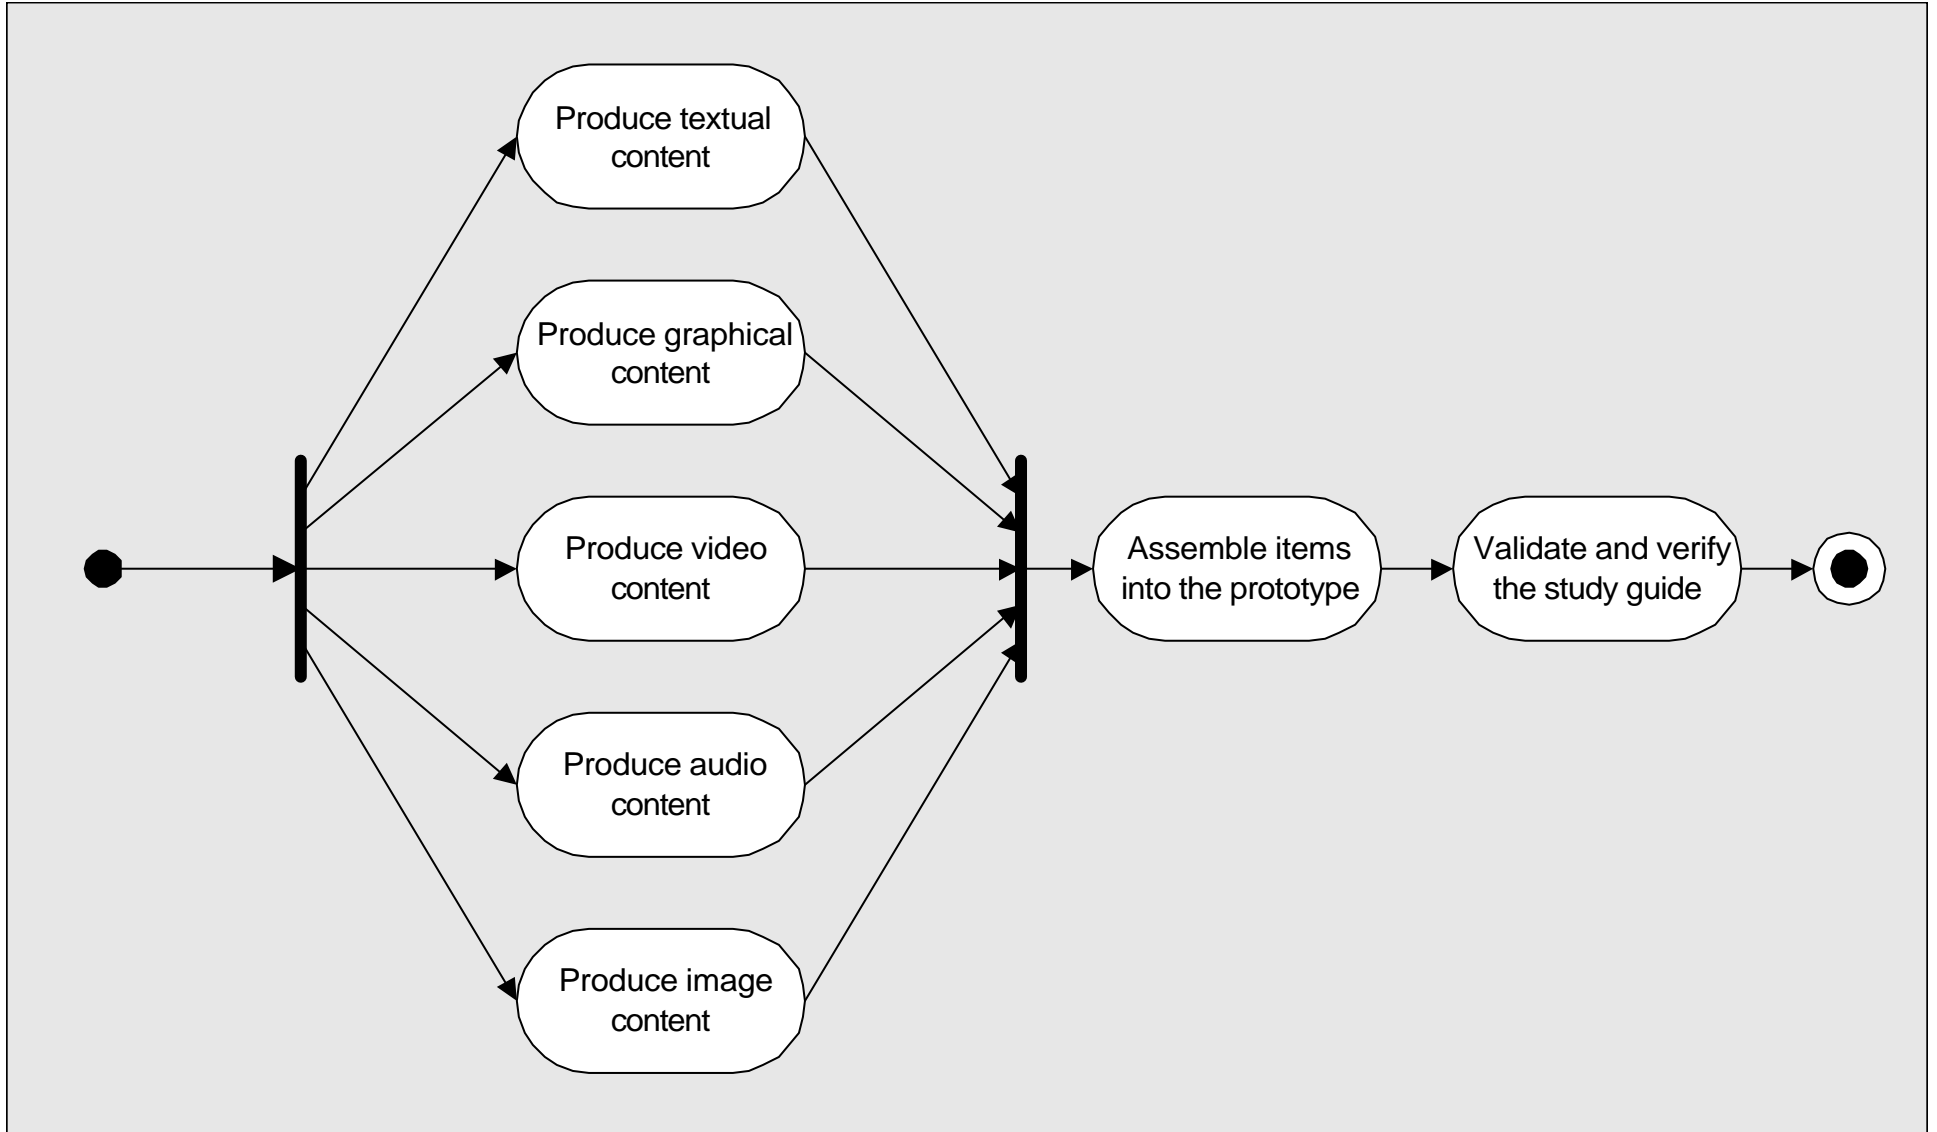 Produce textual
content
Produce graphical
content
Produce video
content
Produce audio
content
Produce image
content
Assemble items
into the prototype
Validate and verify
the study guide